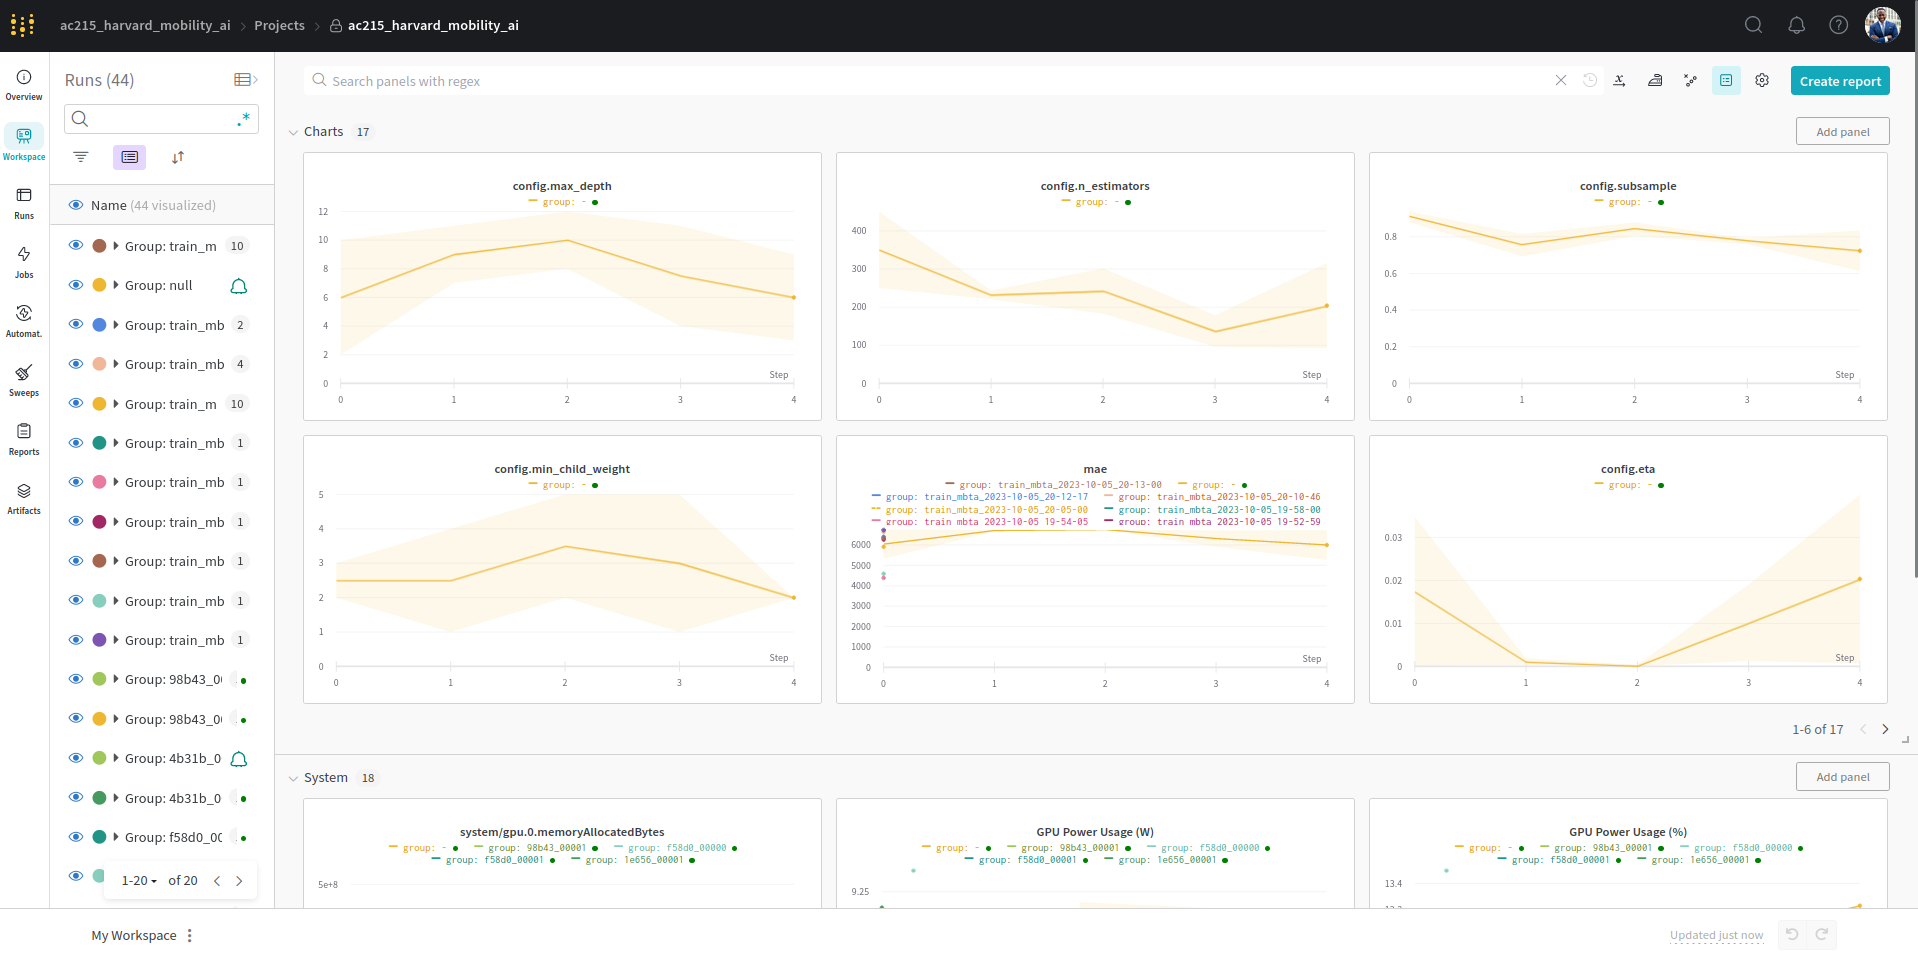 ac215_harvard_mobility_ai > Projects > ac215_harvard_mobility_ai
Overview
Workspace
Runs
Jobs
Automat.
Sweeps
Reports
Artifacts
Runs (44)
.*
Name (44 visualized)
Group: train_m 10
Group: null
Group: train_mb 2
Group: train_mb 4
Group: train_m 10
Group: train_mb 1
Group: train_mb 1
Group: train_mb 1
Group: train_mb 1
Group: train_mb 1
Group: train_mb 1
Group: 98b43_0
Group: 98b43_0
Group: 4b31b_0
Group: 4b31b_0
Group: f58d0_00
1-20 of 20
Search panels with regex
Create report
Charts 17
Add panel
config.max_depth
group: -
12
10
8
6
4
2
0
Step
0 1 2 3 4
config.n_estimators
group: -
400
300
200
100
0
Step
0 1 2 3 4
config.subsample
group: -
0.8
0.6
0.4
0.2
0
Step
0 1 2 3 4
config.min_child_weight
group: -
5
4
3
2
1
0
Step
0 1 2 3 4
mae
group: train_mbta_2023-10-05_20-13-00 group: -
group: train_mbta_2023-10-05_20-12-17 group: train_mbta_2023-10-05_20-10-46
group: train_mbta_2023-10-05_20-05-00 group: train_mbta_2023-10-05_19-58-00
group: train_mbta_2023-10-05_19-54-05 group: train_mbta_2023-10-05_19-52-59
6000
5000
4000
3000
2000
1000
0
Step
0 1 2 3 4
config.eta
group: -
0.03
0.02
0.01
0
Step
0 1 2 3 4
1-6 of 17
System 18
Add panel
system/gpu.0.memoryAllocatedBytes
group: - group: 98b43_00001 group: f58d0_00000
group: f58d0_00001 group: 1e656_00001
5e+8
GPU Power Usage (W)
group: - group: 98b43_00001 group: f58d0_00000
group: f58d0_00001 group: 1e656_00001
9.25
GPU Power Usage (%)
group: - group: 98b43_00001 group: f58d0_00000
group: f58d0_00001 group: 1e656_00001
13.4
My Workspace
Updated just now